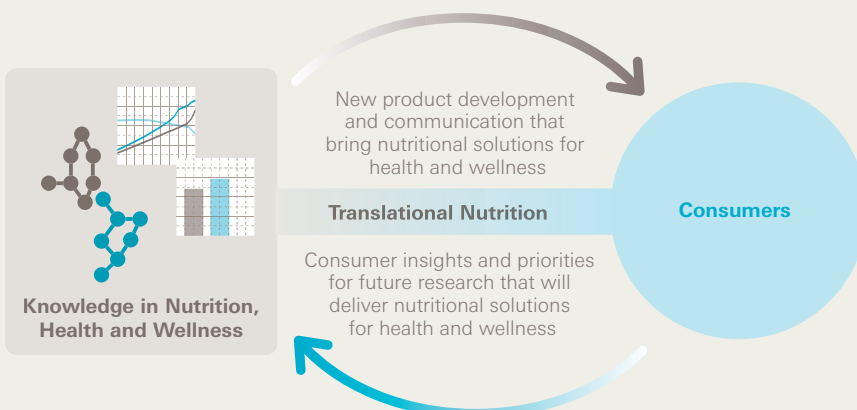 New product development
and communication that
bring nutritional solutions for
health and wellness
Translational Nutrition
Consumers
Consumer insights and priorities
for future research that will
deliver nutritional solutions
for health and wellness
Knowledge in Nutrition,
Health and Wellness